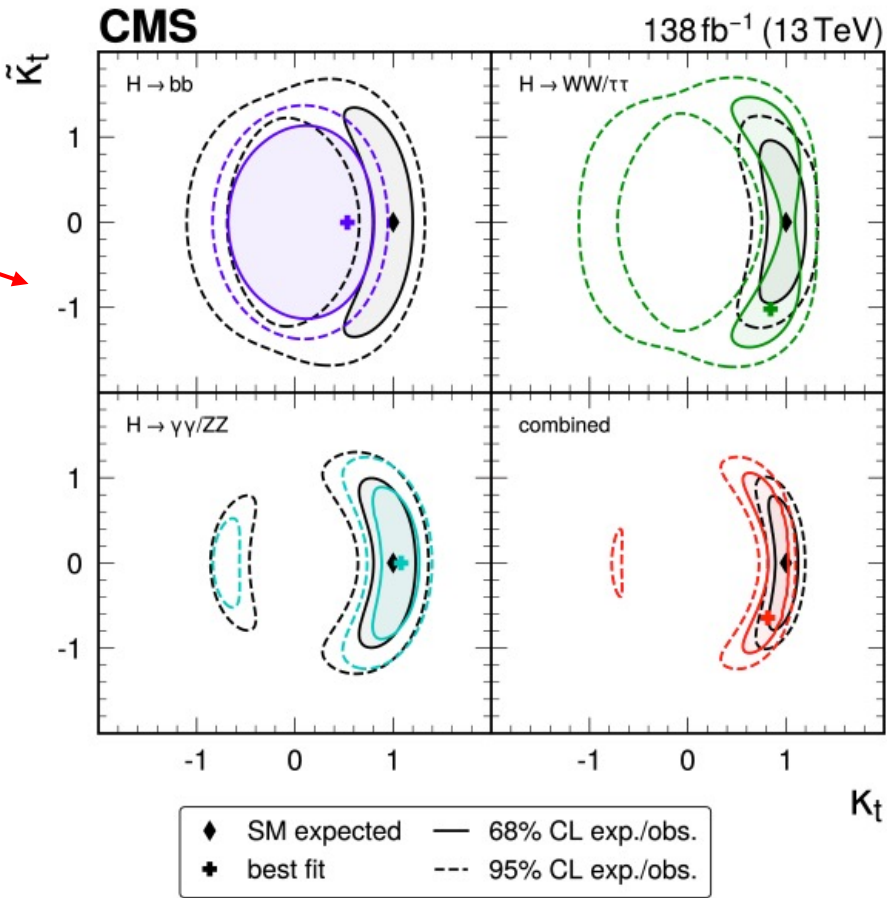 CMS 138 fb⁻¹ (13 TeV)
κ̃t
H → bb
H → WW/ττ
1
0
-1
H → γγ/ZZ
combined
1
0
-1
-1 0 1 -1 0 1
κt
SM expected 68% CL exp./obs.
best fit 95% CL exp./obs.